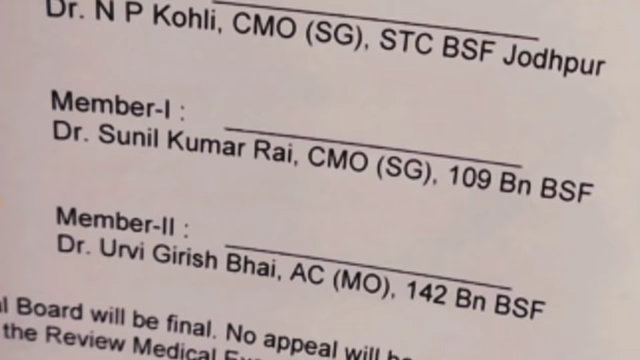 Dr. N P Kohli, CMO (SG), STC BSF Jodhpur
Member-I :
Dr. Sunil Kumar Rai, CMO (SG), 109 Bn BSF
Member-II :
Dr. Urvi Girish Bhai, AC (MO), 142 Bn BSF
Board will be final. No appeal will
the Review Medical